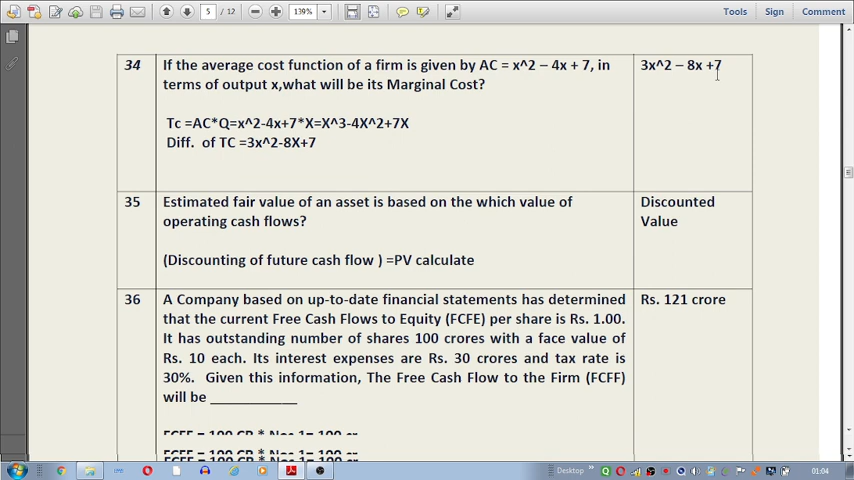 5 / 12
139%
Tools
Sign
Comment
34
If the average cost function of a firm is given by AC = x^2 – 4x + 7, in
terms of output x,what will be its Marginal Cost?
3x^2 – 8x +7
Tc =AC*Q=x^2-4x+7*X=X^3-4X^2+7X
Diff. of TC =3x^2-8X+7
35
Estimated fair value of an asset is based on the which value of
operating cash flows?
Discounted
Value
(Discounting of future cash flow ) =PV calculate
36
A Company based on up-to-date financial statements has determined
that the current Free Cash Flows to Equity (FCFE) per share is Rs. 1.00.
It has outstanding number of shares 100 crores with a face value of
Rs. 10 each. Its interest expenses are Rs. 30 crores and tax rate is
30%. Given this information, The Free Cash Flow to the Firm (FCFF)
will be ____________
Rs. 121 crore
Desktop
01:04